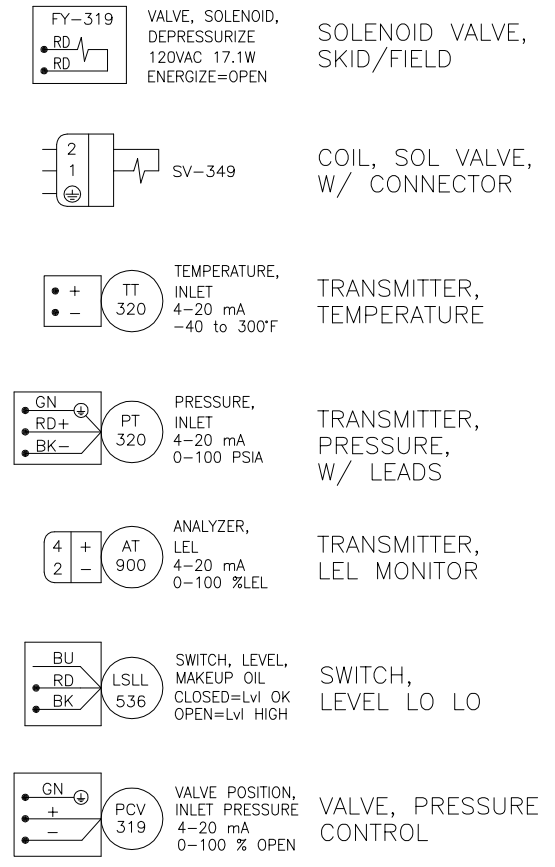 FY-319
RD
RD
VALVE, SOLENOID,
DEPRESSURIZE
120VAC 17.1W
ENERGIZE=OPEN
SOLENOID VALVE,
SKID/FIELD
2
1
SV-349
COIL, SOL VALVE,
W/ CONNECTOR
+
-
TT
320
TEMPERATURE,
INLET
4-20 mA
-40 to 300°F
TRANSMITTER,
TEMPERATURE
GN
RD+
BK-
PT
320
PRESSURE,
INLET
4-20 mA
0-100 PSIA
TRANSMITTER,
PRESSURE,
W/ LEADS
4 +
2 -
AT
900
ANALYZER,
LEL
4-20 mA
0-100 %LEL
TRANSMITTER,
LEL MONITOR
BU
RD
BK
LSLL
536
SWITCH, LEVEL,
MAKEUP OIL
CLOSED=Lvl OK
OPEN=Lvl HIGH
SWITCH,
LEVEL LO LO
GN
+
-
PCV
319
VALVE POSITION,
INLET PRESSURE
4-20 mA
0-100 % OPEN
VALVE, PRESSURE
CONTROL